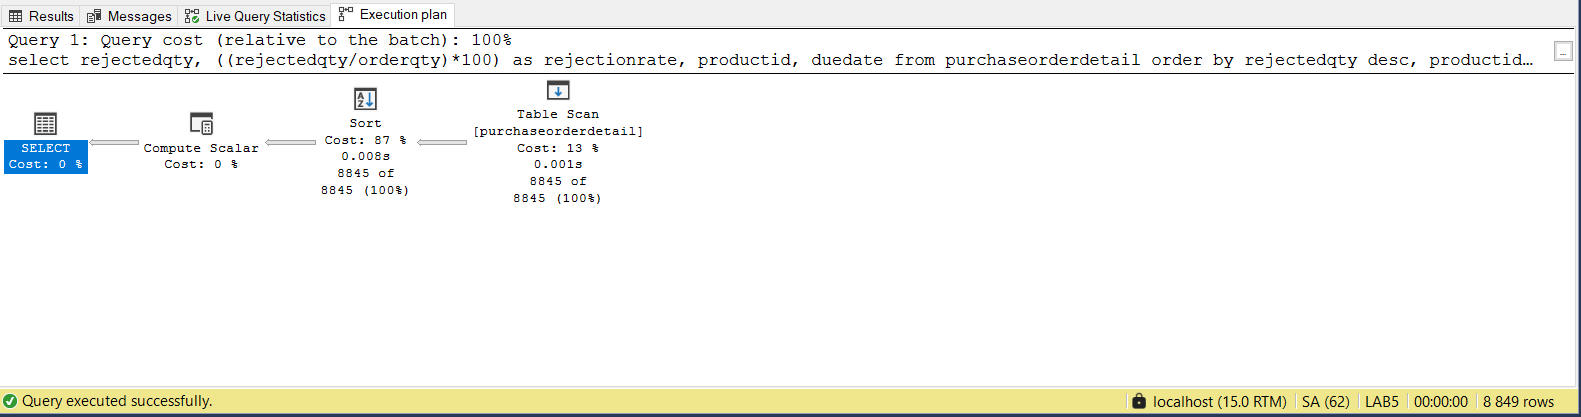 Results Messages Live Query Statistics Execution plan
Query 1: Query cost (relative to the batch): 100%
select rejectedqty, ((rejectedqty/orderqty)*100) as rejectionrate, productid, duedate from purchaseorderdetail order by rejectedqty desc, productid…
SELECT
Cost: 0 %
Compute Scalar
Cost: 0 %
Sort
Cost: 87 %
0.008s
8845 of
8845 (100%)
Table Scan
[purchaseorderdetail]
Cost: 13 %
0.001s
8845 of
8845 (100%)
Query executed successfully. localhost (15.0 RTM) SA (62) LAB5 00:00:00 8 849 rows